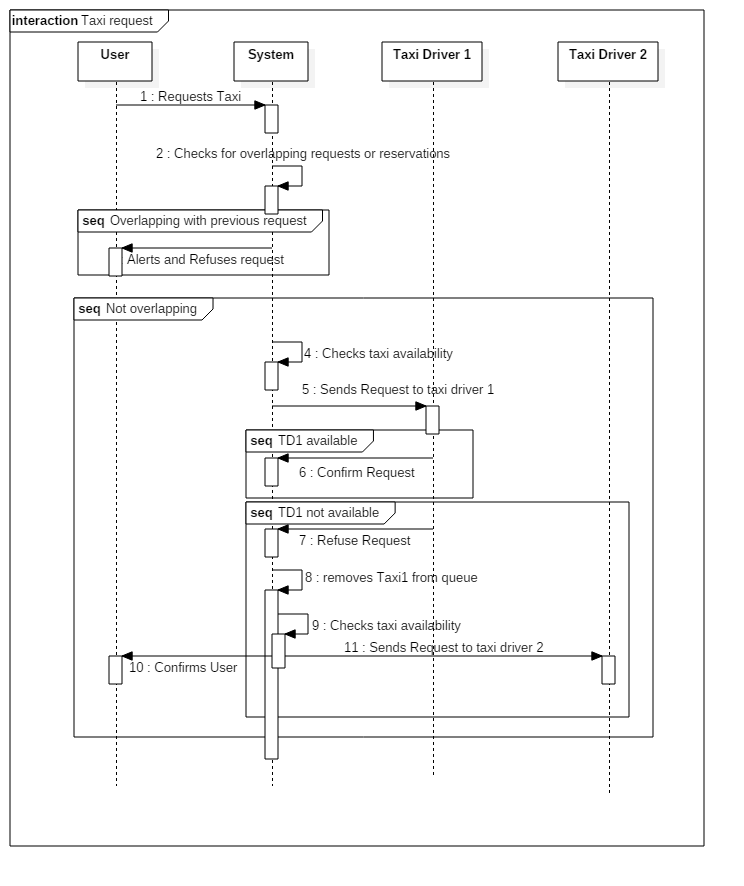 interaction Taxi request
User
System
Taxi Driver 1
Taxi Driver 2
1 : Requests Taxi
2 : Checks for overlapping requests or reservations
seq Overlapping with previous request
Alerts and Refuses request
seq Not overlapping
4 : Checks taxi availability
5 : Sends Request to taxi driver 1
seq TD1 available
6 : Confirm Request
seq TD1 not available
7 : Refuse Request
8 : removes Taxi1 from queue
9 : Checks taxi availability
11 : Sends Request to taxi driver 2
10 : Confirms User